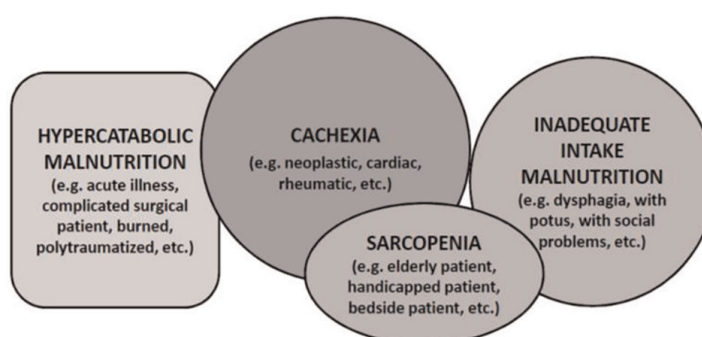 HYPERCATABOLIC
MALNUTRITION
(e.g. acute illness,
complicated surgical
patient, burned,
polytraumatized, etc.)
CACHEXIA
(e.g. neoplastic, cardiac,
rheumatic, etc.)
INADEQUATE
INTAKE
MALNUTRITION
(e.g. dysphagia, with
potus, with social
problems, etc.)
SARCOPENIA
(e.g. elderly patient,
handicapped patient,
bedside patient, etc.)